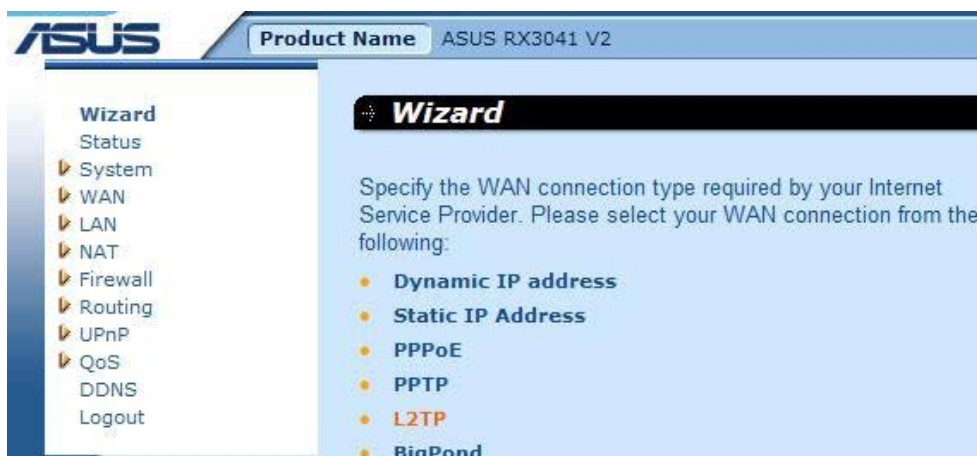 ASUS
Product Name ASUS RX3041 V2
Wizard
Status
System
WAN
LAN
NAT
Firewall
Routing
UPnP
QoS
DDNS
Logout
Wizard
Specify the WAN connection type required by your Internet
Service Provider. Please select your WAN connection from the
following:
Dynamic IP address
Static IP Address
PPPoE
PPTP
L2TP
BigPond